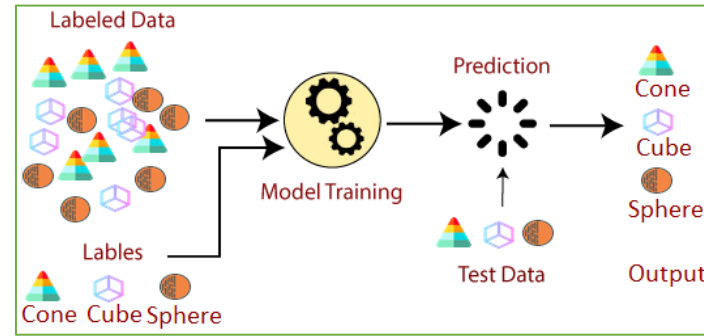 Labeled Data
Prediction
Cone
Cube
Model Training
Sphere
Lables
Test Data
Output
Cone Cube Sphere